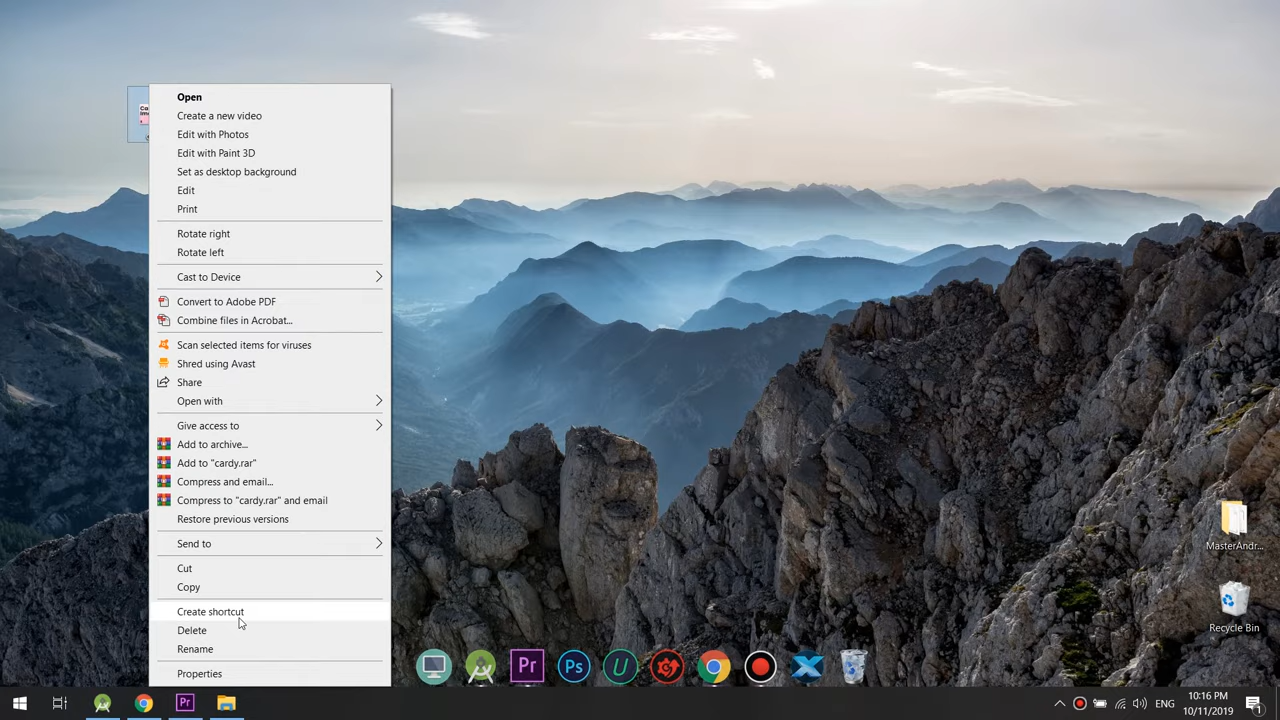 Open
Create a new video
Edit with Photos
Edit with Paint 3D
Set as desktop background
Edit
Print
Rotate right
Rotate left
Cast to Device
Convert to Adobe PDF
Combine files in Acrobat...
Scan selected items for viruses
Shred using Avast
Share
Open with
Give access to
Add to archive...
Add to "cardy.rar"
Compress and email...
Compress to "cardy.rar" and email
Restore previous versions
Send to
Cut
Copy
Create shortcut
Delete
Rename
Properties
MasterAndr...
Recycle Bin
Pr
Ps
U
X
Pr
ENG
10:16 PM
10/11/2019
1